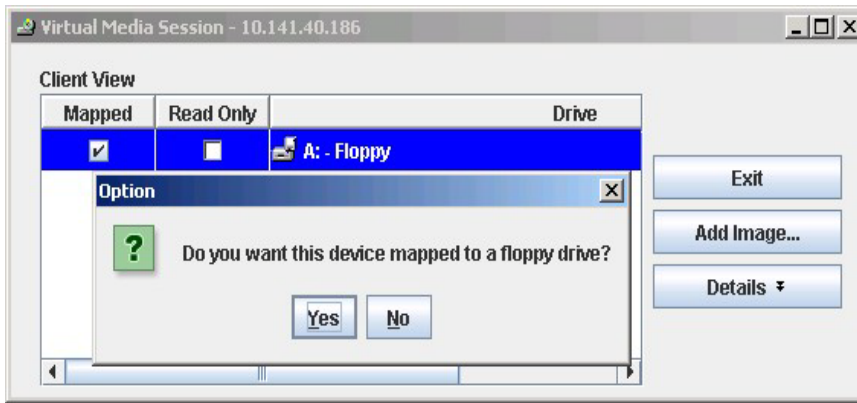 Virtual Media Session - 10.141.40.186
Client View
Mapped Read Only Drive
A: - Floppy
Option
Do you want this device mapped to a floppy drive?
Yes No
Exit
Add Image...
Details